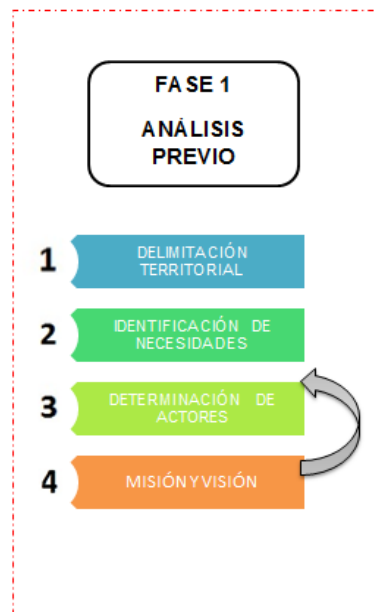 FASE 1
ANÁLISIS
PREVIO
1
DELIMITACIÓN
TERRITORIAL
2
IDENTIFICACIÓN DE
NECESIDADES
3
DETERMINACIÓN DE
ACTORES
4
MISIÓN Y VISIÓN